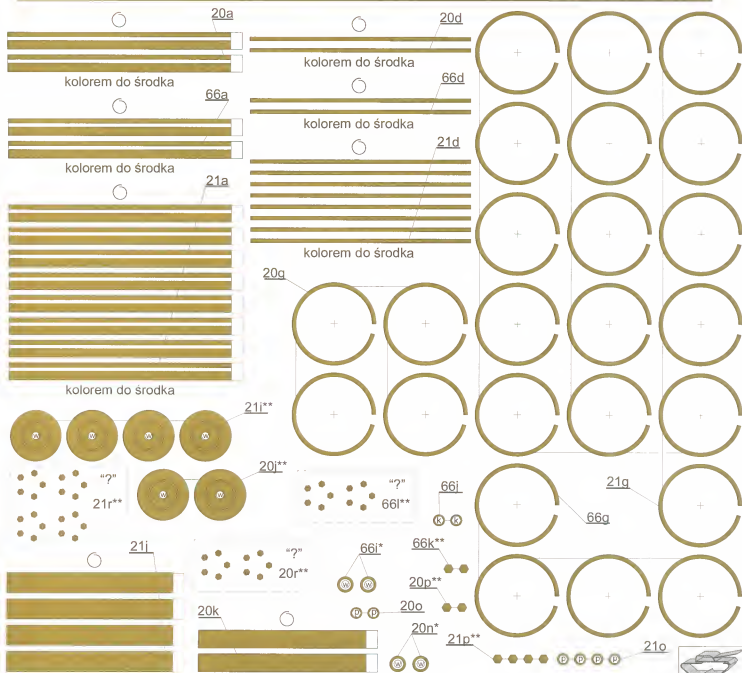 20a
20d
kolorem do środka
kolorem do środka
66a
66d
kolorem do środka
kolorem do środka
21a
21d
kolorem do środka
20g
kolorem do środka
21i**
W W W W
20j**
W W
"?"
21r**
"?"
66l**
66j
K K
21g
66g
21j
"?"
20r**
66i*
W W
66k**
20p**
20k
P P
20o
20n*
W W
21p**
P P P P
21o